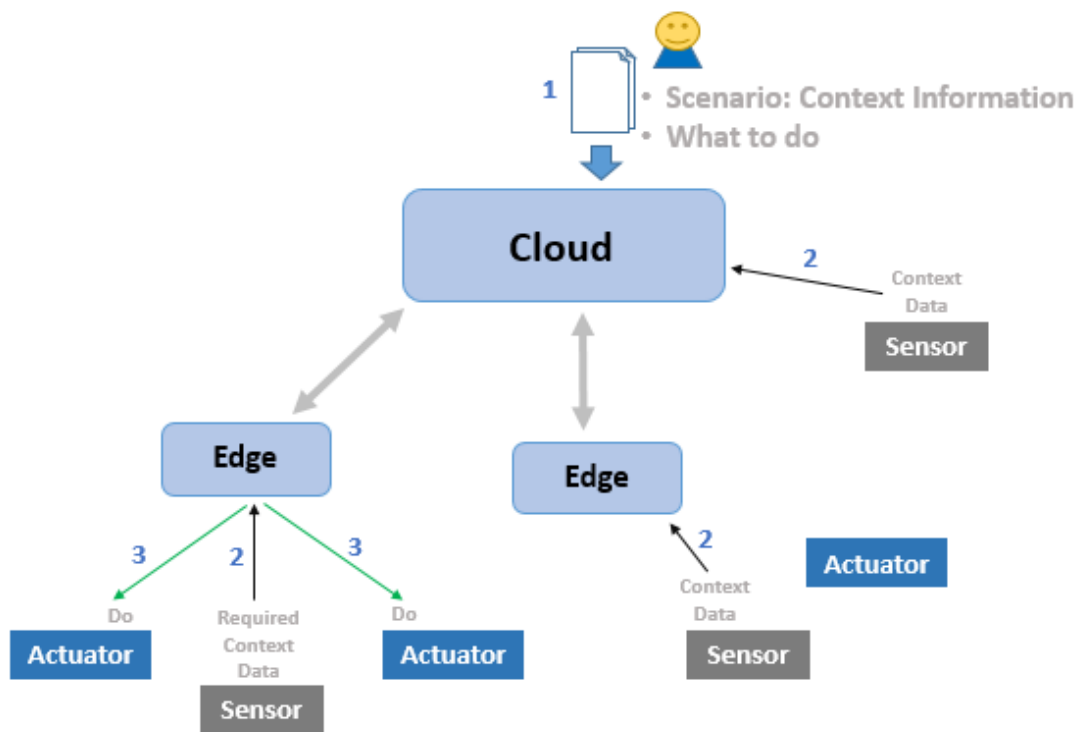 1
• Scenario: Context Information
• What to do
Cloud
2
Context
Data
Sensor
Edge
Edge
3
2
3
2
Actuator
Do
Required
Context
Data
Do
Context
Data
Actuator
Actuator
Sensor
Sensor